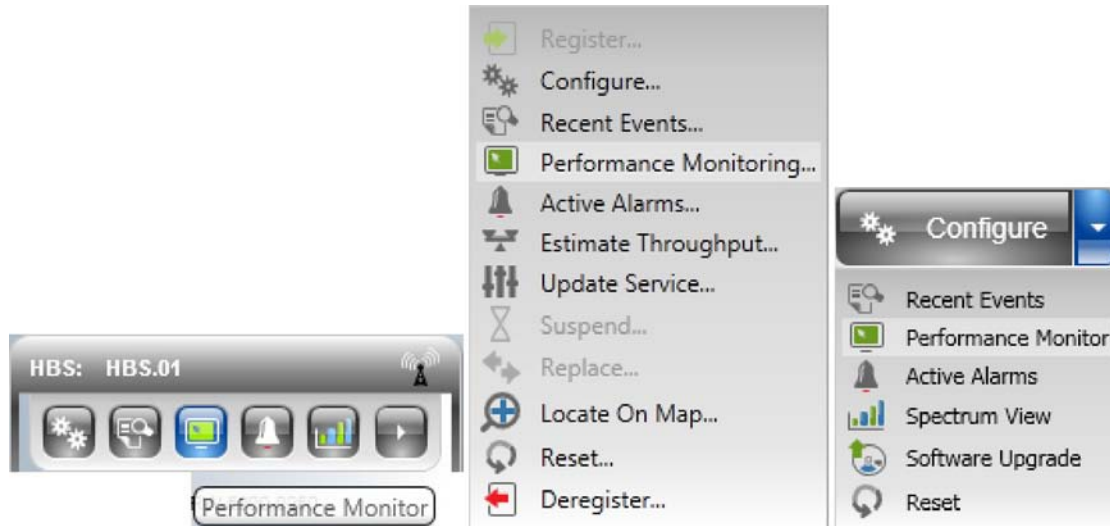 HBS: HBS.01
Performance Monitor
Register...
Configure...
Recent Events...
Performance Monitoring...
Active Alarms...
Estimate Throughput...
Update Service...
Suspend...
Replace...
Locate On Map...
Reset...
Deregister...
Configure
Recent Events
Performance Monitor
Active Alarms
Spectrum View
Software Upgrade
Reset